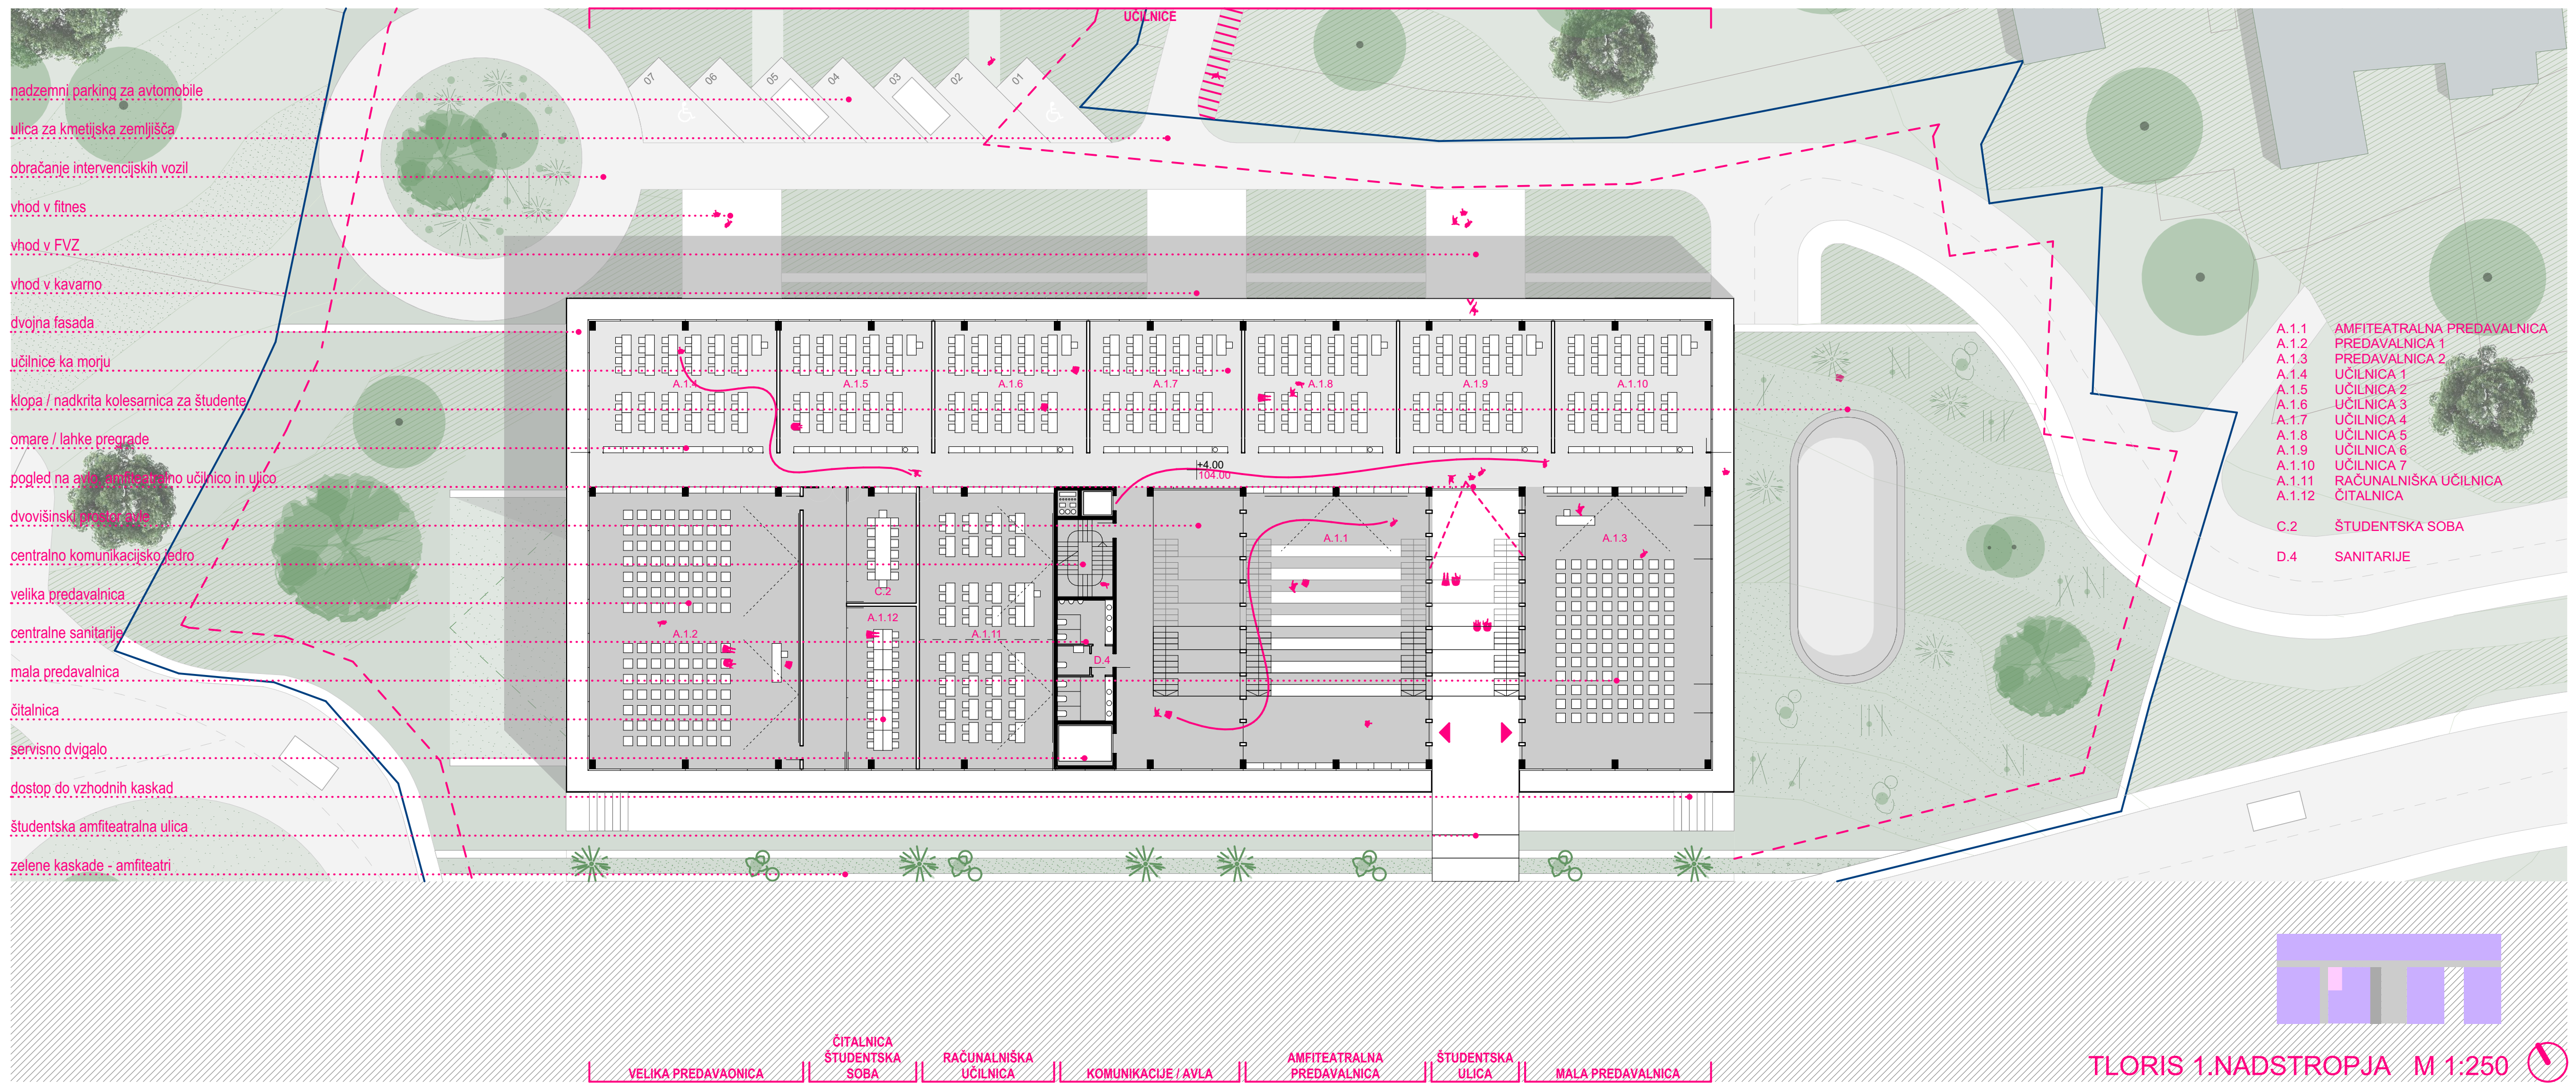 UČILNICE
07
06
05
04
03
02
01
nadzemni parking za avtomobile
ulica za kmetijska zemljišča
obračanje intervencijskih vozil
vhod v fitnes
vhod v FVZ
vhod v kavarno
dvojna fasada
učilnice ka morju
klopa / nadkrita kolesarnica za študente
omare / lahke pregrade
pogled na avlo, amfiteatralno učilnico in ulico
dvovišinski prostor avle
centralno komunikacijsko jedro
velika predavalnica
centralne sanitarije
mala predavalnica
čitalnica
servisno dvigalo
dostop do vzhodnih kaskad
študentska amfiteatralna ulica
zelene kaskade - amfiteatri
A.1.4
A.1.5
A.1.6
A.1.7
A.1.8
A.1.9
A.1.10
+4.00
104.00
A.1.1
A.1.3
C.2
A.1.12
A.1.2
A.1.11
D.4
A.1.1 AMFITEATRALNA PREDAVALNICA
A.1.2 PREDAVALNICA 1
A.1.3 PREDAVALNICA 2
A.1.4 UČILNICA 1
A.1.5 UČILNICA 2
A.1.6 UČILNICA 3
A.1.7 UČILNICA 4
A.1.8 UČILNICA 5
A.1.9 UČILNICA 6
A.1.10 UČILNICA 7
A.1.11 RAČUNALNIŠKA UČILNICA
A.1.12 ČITALNICA
C.2 ŠTUDENTSKA SOBA
D.4 SANITARIJE
VELIKA PREDAVAONICA
ČITALNICA
ŠTUDENTSKA
SOBA
RAČUNALNIŠKA
UČILNICA
KOMUNIKACIJE / AVLA
AMFITEATRALNA
PREDAVALNICA
ŠTUDENTSKA
ULICA
MALA PREDAVALNICA
TLORIS 1.NADSTROPJA M 1:250